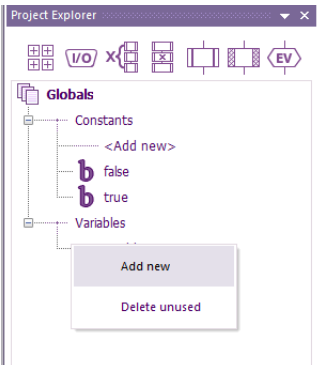 Project Explorer
I/O X EV
Globals
Constants
<Add new>
b false
b true
Variables
Add new
Delete unused